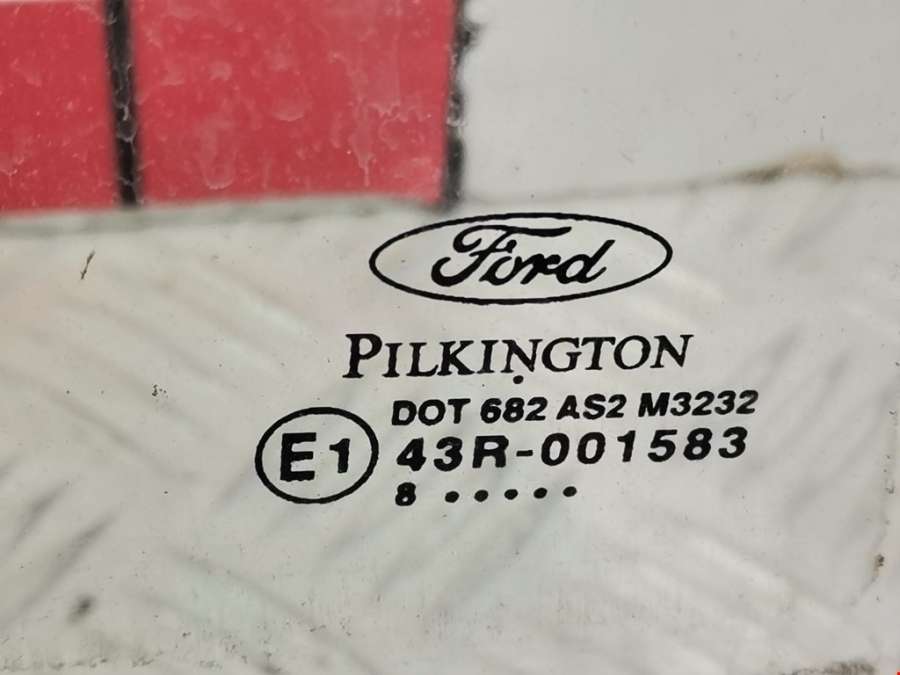 Ford
PILKINGTON
DOT 682 AS2 M3232
E1 43R-001583
8 •••••